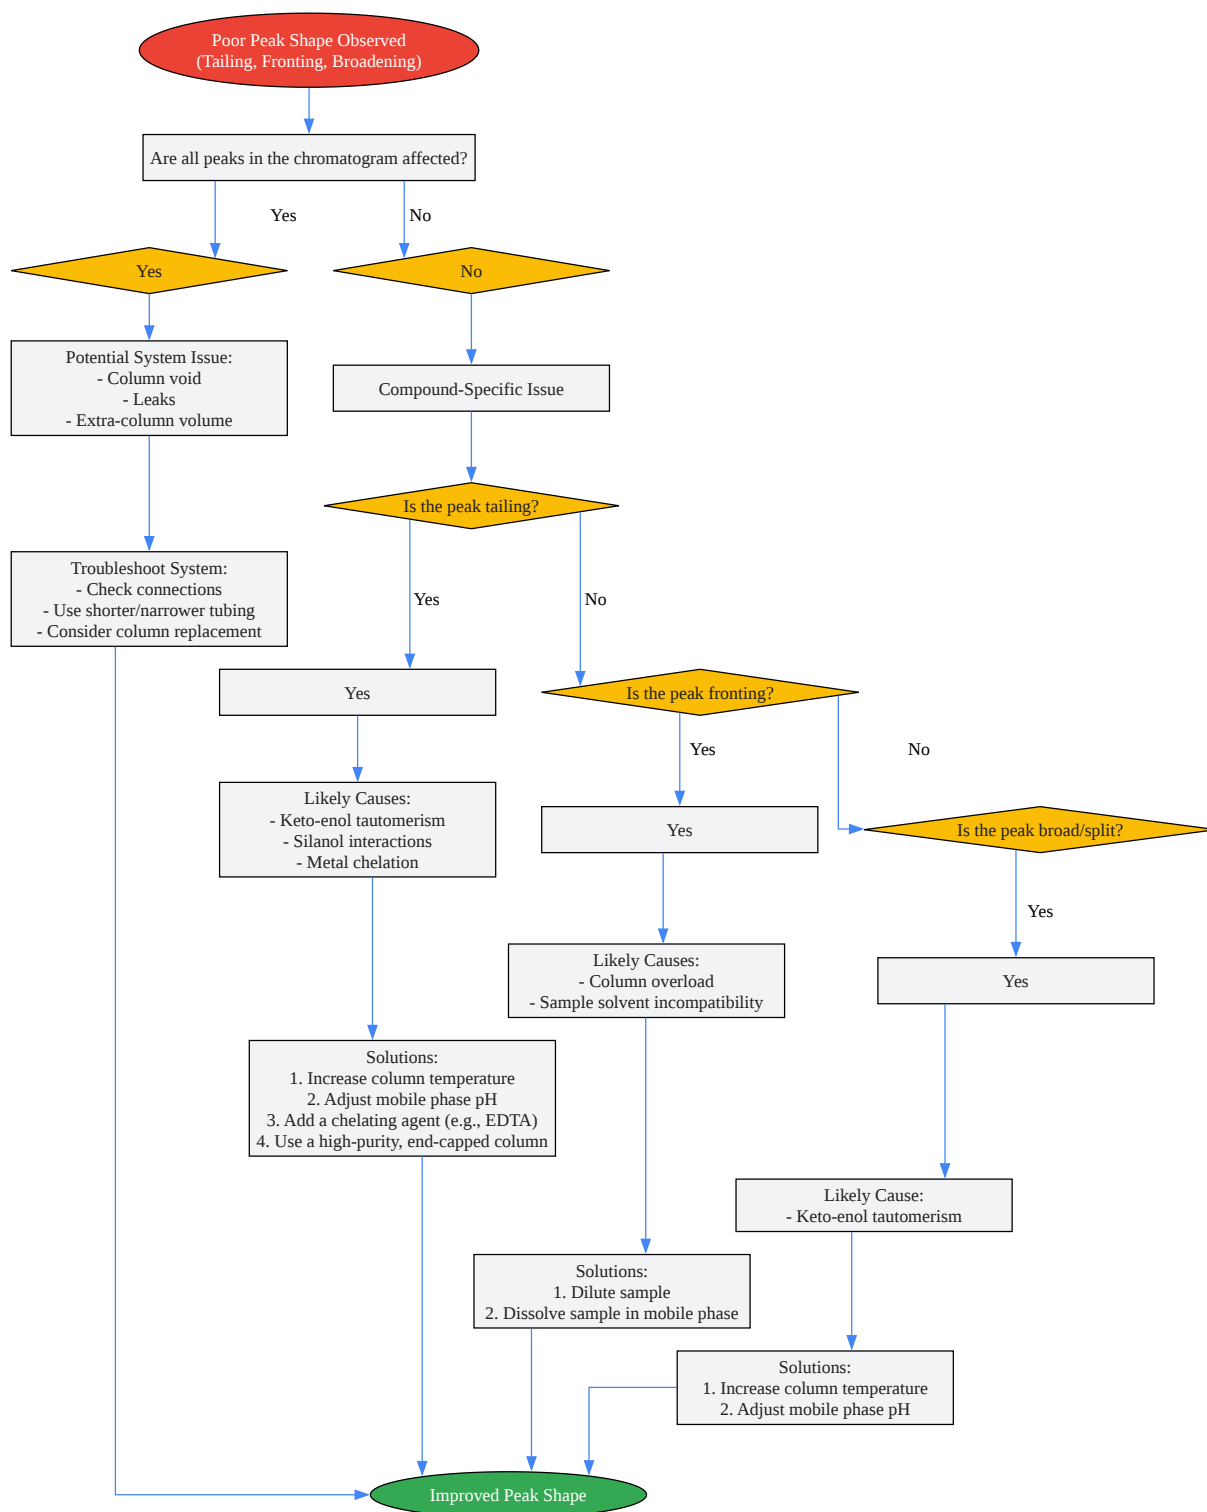 Poor Peak Shape Observed
(Tailing, Fronting, Broadening)
Are all peaks in the chromatogram affected?
Yes
No
Yes
No
Potential System Issue:
- Column void
- Leaks
- Extra-column volume
Compound-Specific Issue
Is the peak tailing?
Troubleshoot System:
- Check connections
- Use shorter/narrower tubing
- Consider column replacement
Yes
No
Yes
Is the peak fronting?
Yes
No
Likely Causes:
- Keto-enol tautomerism
- Silanol interactions
- Metal chelation
Yes
Is the peak broad/split?
Yes
Likely Causes:
- Column overload
- Sample solvent incompatibility
Yes
Solutions:
1. Increase column temperature
2. Adjust mobile phase pH
3. Add a chelating agent (e.g., EDTA)
4. Use a high-purity, end-capped column
Likely Cause:
- Keto-enol tautomerism
Solutions:
1. Dilute sample
2. Dissolve sample in mobile phase
Solutions:
1. Increase column temperature
2. Adjust mobile phase pH
Improved Peak Shape